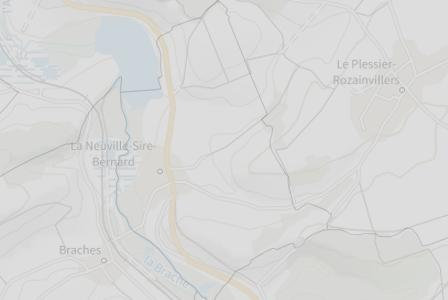 Le Plessier-
Rozainvillers
La Neuville-Sire-
Bernard
Braches
la Brache